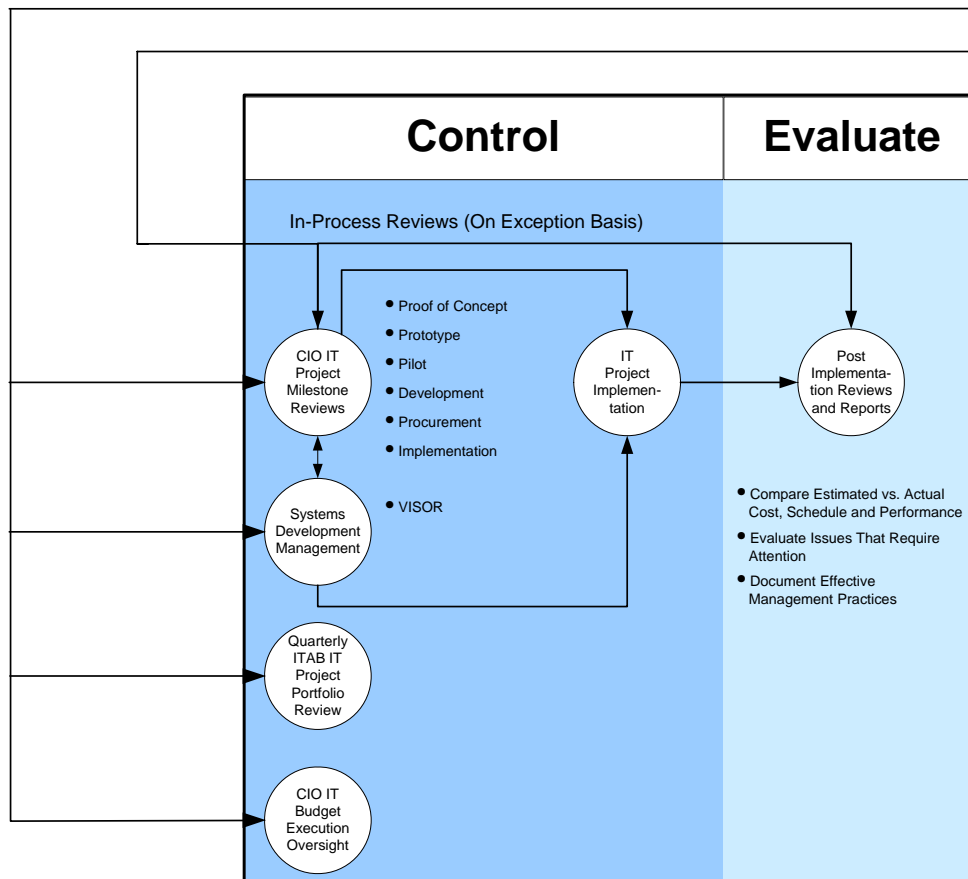 Control
Evaluate
In-Process Reviews (On Exception Basis)
CIO IT
Project
Milestone
Reviews
• Proof of Concept
• Prototype
• Pilot
• Development
• Procurement
• Implementation
• VISOR
IT
Project
Implemen-
tation
Post
Implementa-
tion Reviews
and Reports
Systems
Development
Management
• Compare Estimated vs. Actual
Cost, Schedule and Performance
• Evaluate Issues That Require
Attention
• Document Effective
Management Practices
Quarterly
ITAB IT
Project
Portfolio
Review
CIO IT
Budget
Execution
Oversight